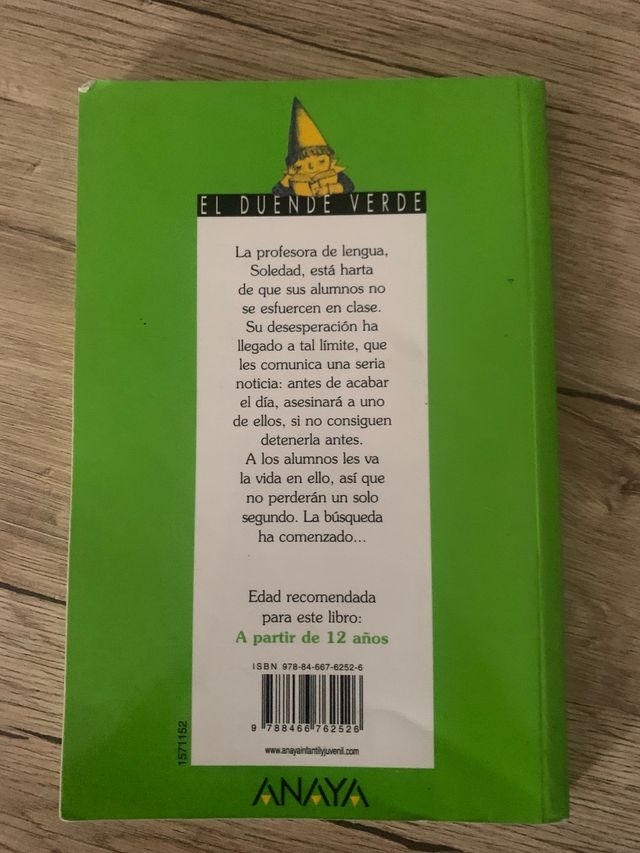 EL DUENDE VERDE
La profesora de lengua,
Soledad, está harta
de que sus alumnos no
se esfuercen en clase.
Su desesperación ha
llegado a tal límite, que
les comunica una seria
noticia: antes de acabar
el día, asesinará a uno
de ellos, si no consiguen
detenerla antes.
A los alumnos les va
la vida en ello, así que
no perderán un solo
segundo. La búsqueda
ha comenzado...
Edad recomendada
para este libro:
A partir de 12 años
ISBN 978-84-667-6252-6
9 788466 762526
1571152
www.anayainfantilyjuvenil.com
ANAYA